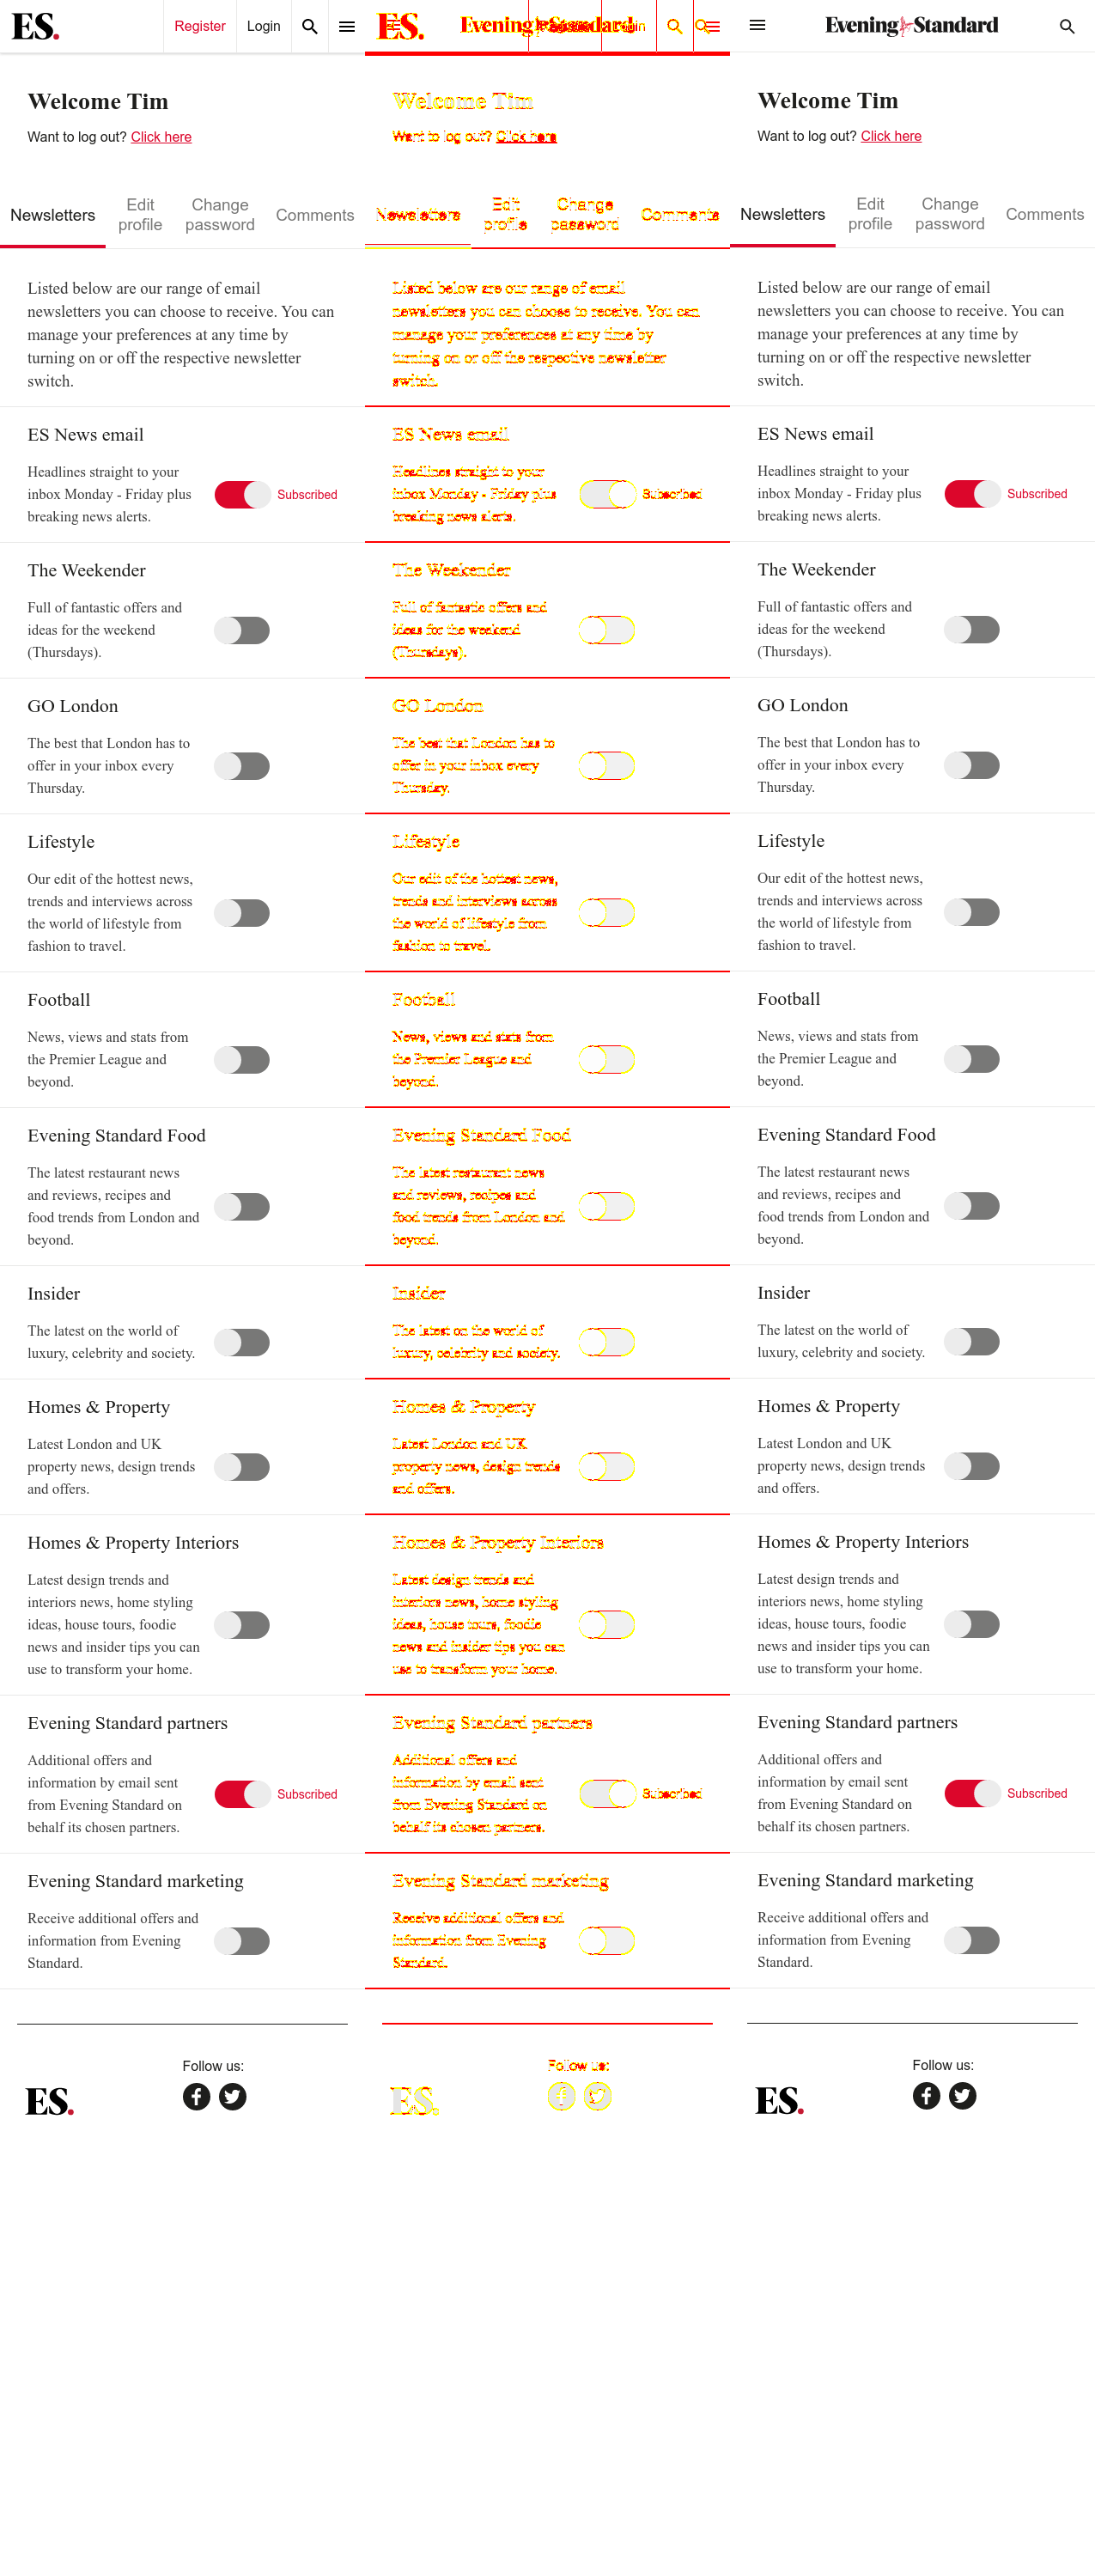 ES.
Register
Login
Welcome Tim
Want to log out? Click here
Newsletters
Edit
profile
Change
password
Comments
Listed below are our range of email
newsletters you can choose to receive. You can
manage your preferences at any time by
turning on or off the respective newsletter
switch.
ES News email
Headlines straight to your
inbox Monday - Friday plus
breaking news alerts.
Subscribed
The Weekender
Full of fantastic offers and
ideas for the weekend
(Thursdays).
GO London
The best that London has to
offer in your inbox every
Thursday.
Lifestyle
Our edit of the hottest news,
trends and interviews across
the world of lifestyle from
fashion to travel.
Football
News, views and stats from
the Premier League and
beyond.
Evening Standard Food
The latest restaurant news
and reviews, recipes and
food trends from London and
beyond.
Insider
The latest on the world of
luxury, celebrity and society.
Homes & Property
Latest London and UK
property news, design trends
and offers.
Homes & Property Interiors
Latest design trends and
interiors news, home styling
ideas, house tours, foodie
news and insider tips you can
use to transform your home.
Evening Standard partners
Additional offers and
information by email sent
from Evening Standard on
behalf its chosen partners.
Subscribed
Evening Standard marketing
Receive additional offers and
information from Evening
Standard.
Follow us:
ES.
ES.
Evening Standard
Welcome Tim
Want to log out? Click here
Newsletters
Edit
profile
Change
password
Comments
Listed below are our range of email
newsletters you can choose to receive. You can
manage your preferences at any time by
turning on or off the respective newsletter
switch.
ES News email
Headlines straight to your
inbox Monday - Friday plus
breaking news alerts.
Subscribed
The Weekender
Full of fantastic offers and
ideas for the weekend
(Thursdays).
GO London
The best that London has to
offer in your inbox every
Thursday.
Lifestyle
Our edit of the hottest news,
trends and interviews across
the world of lifestyle from
fashion to travel.
Football
News, views and stats from
the Premier League and
beyond.
Evening Standard Food
The latest restaurant news
and reviews, recipes and
food trends from London and
beyond.
Insider
The latest on the world of
luxury, celebrity and society.
Homes & Property
Latest London and UK
property news, design trends
and offers.
Homes & Property Interiors
Latest design trends and
interiors news, home styling
ideas, house tours, foodie
news and insider tips you can
use to transform your home.
Evening Standard partners
Additional offers and
information by email sent
from Evening Standard on
behalf its chosen partners.
Subscribed
Evening Standard marketing
Receive additional offers and
information from Evening
Standard.
Follow us:
ES.
Evening Standard
Welcome Tim
Want to log out? Click here
Newsletters
Edit
profile
Change
password
Comments
Listed below are our range of email
newsletters you can choose to receive. You can
manage your preferences at any time by
turning on or off the respective newsletter
switch.
ES News email
Headlines straight to your
inbox Monday - Friday plus
breaking news alerts.
Subscribed
The Weekender
Full of fantastic offers and
ideas for the weekend
(Thursdays).
GO London
The best that London has to
offer in your inbox every
Thursday.
Lifestyle
Our edit of the hottest news,
trends and interviews across
the world of lifestyle from
fashion to travel.
Football
News, views and stats from
the Premier League and
beyond.
Evening Standard Food
The latest restaurant news
and reviews, recipes and
food trends from London and
beyond.
Insider
The latest on the world of
luxury, celebrity and society.
Homes & Property
Latest London and UK
property news, design trends
and offers.
Homes & Property Interiors
Latest design trends and
interiors news, home styling
ideas, house tours, foodie
news and insider tips you can
use to transform your home.
Evening Standard partners
Additional offers and
information by email sent
from Evening Standard on
behalf its chosen partners.
Subscribed
Evening Standard marketing
Receive additional offers and
information from Evening
Standard.
Follow us:
ES.